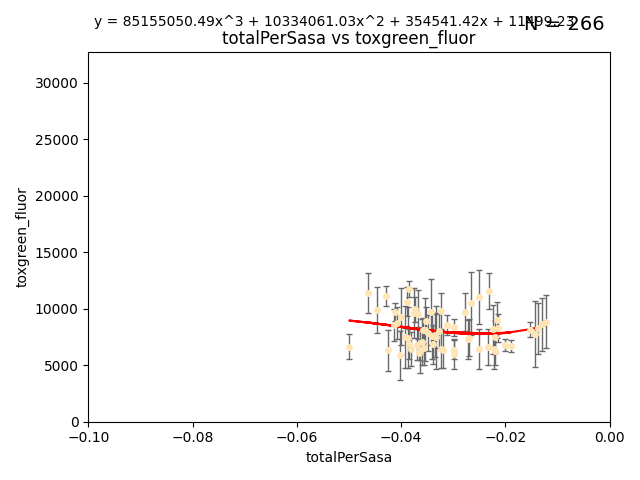 y = 85155050.49x^3 + 10334061.03x^2 + 354541.42x + 11499.23
N = 266
totalPerSasa vs toxgreen_fluor
30000
25000
20000
15000
10000
5000
0
toxgreen_fluor
−0.10 −0.08 −0.06 −0.04 −0.02 0.00
totalPerSasa